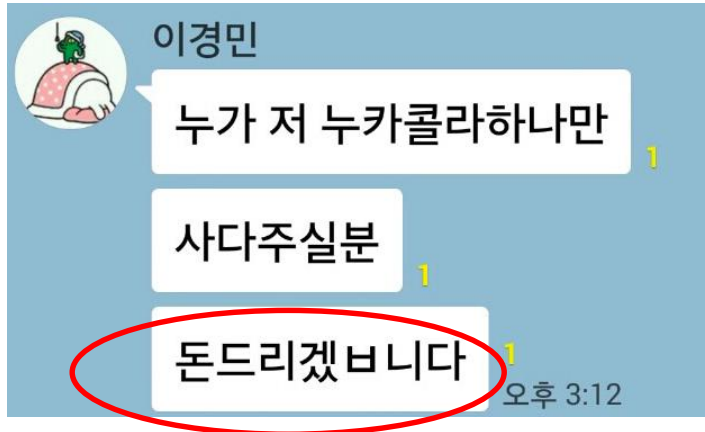 이경민
누가 저 누카콜라하나만
1
사다주실분
1
돈드리겠ㅂ니다
1
오후 3:12